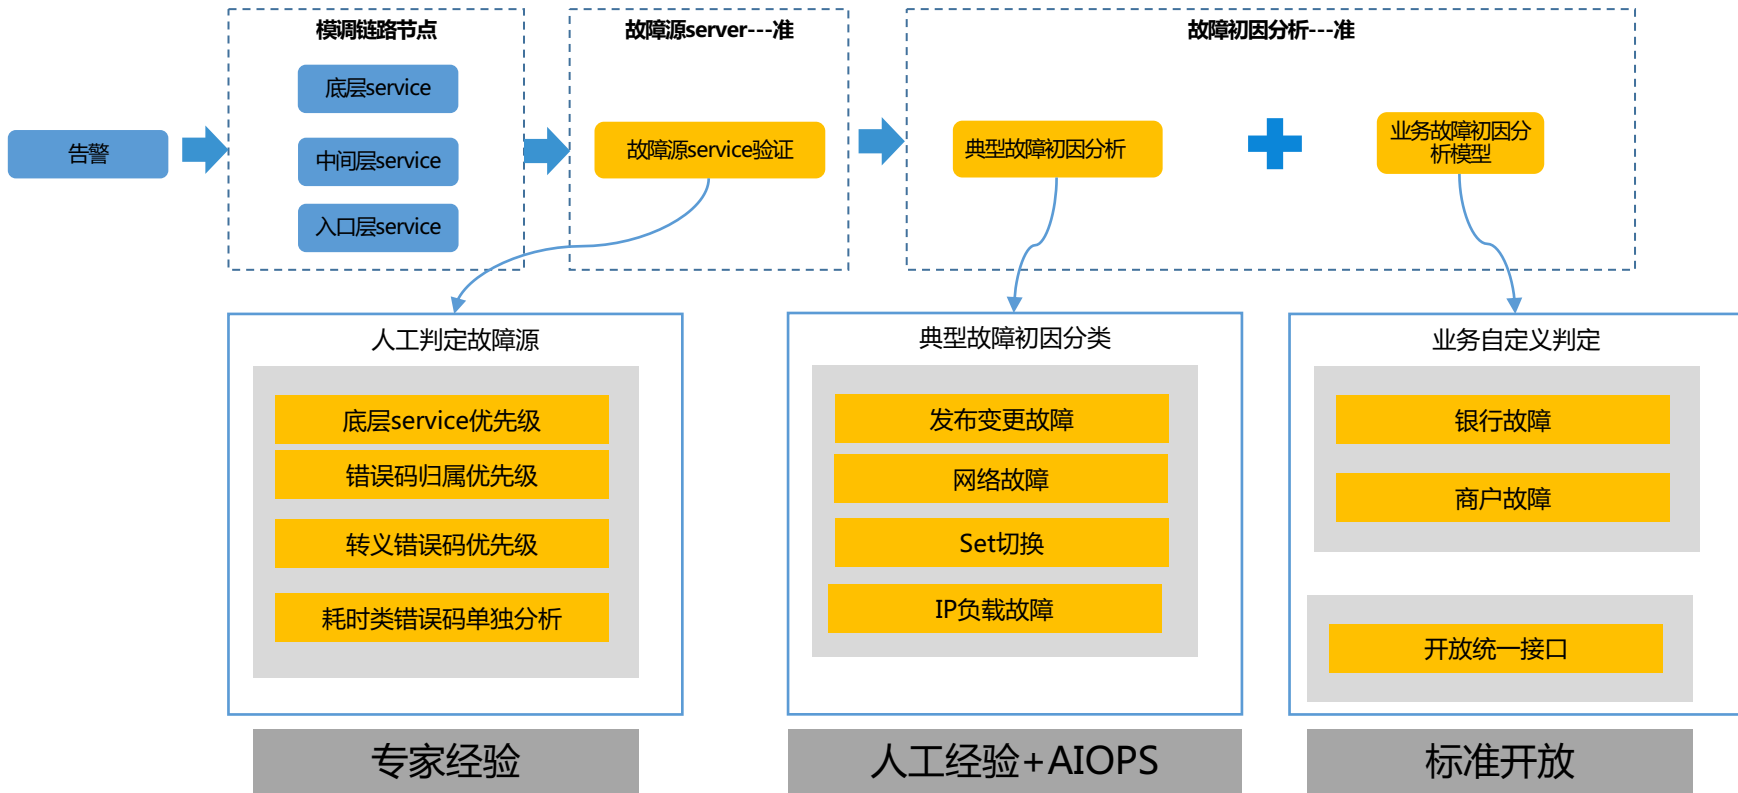 模调链路节点
故障源server---准
故障初因分析---准
告警
底层service
中间层service
入口层service
故障源service验证
典型故障初因分析
业务故障初因分
析模型
人工判定故障源
底层service优先级
错误码归属优先级
转义错误码优先级
耗时类错误码单独分析
专家经验
典型故障初因分类
发布变更故障
网络故障
Set切换
IP负载故障
人工经验+AIOPS
业务自定义判定
银行故障
商户故障
开放统一接口
标准开放